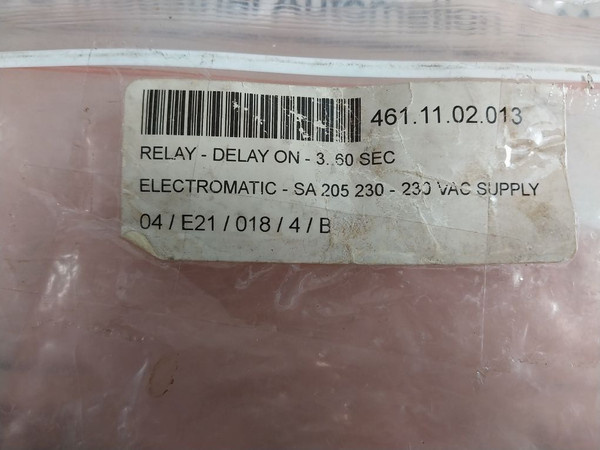 461.11.02.013
RELAY - DELAY ON - 3..60 SEC
ELECTROMATIC - SA 205 230 - 230 VAC SUPPLY
04 / E21 / 018 / 4 / B